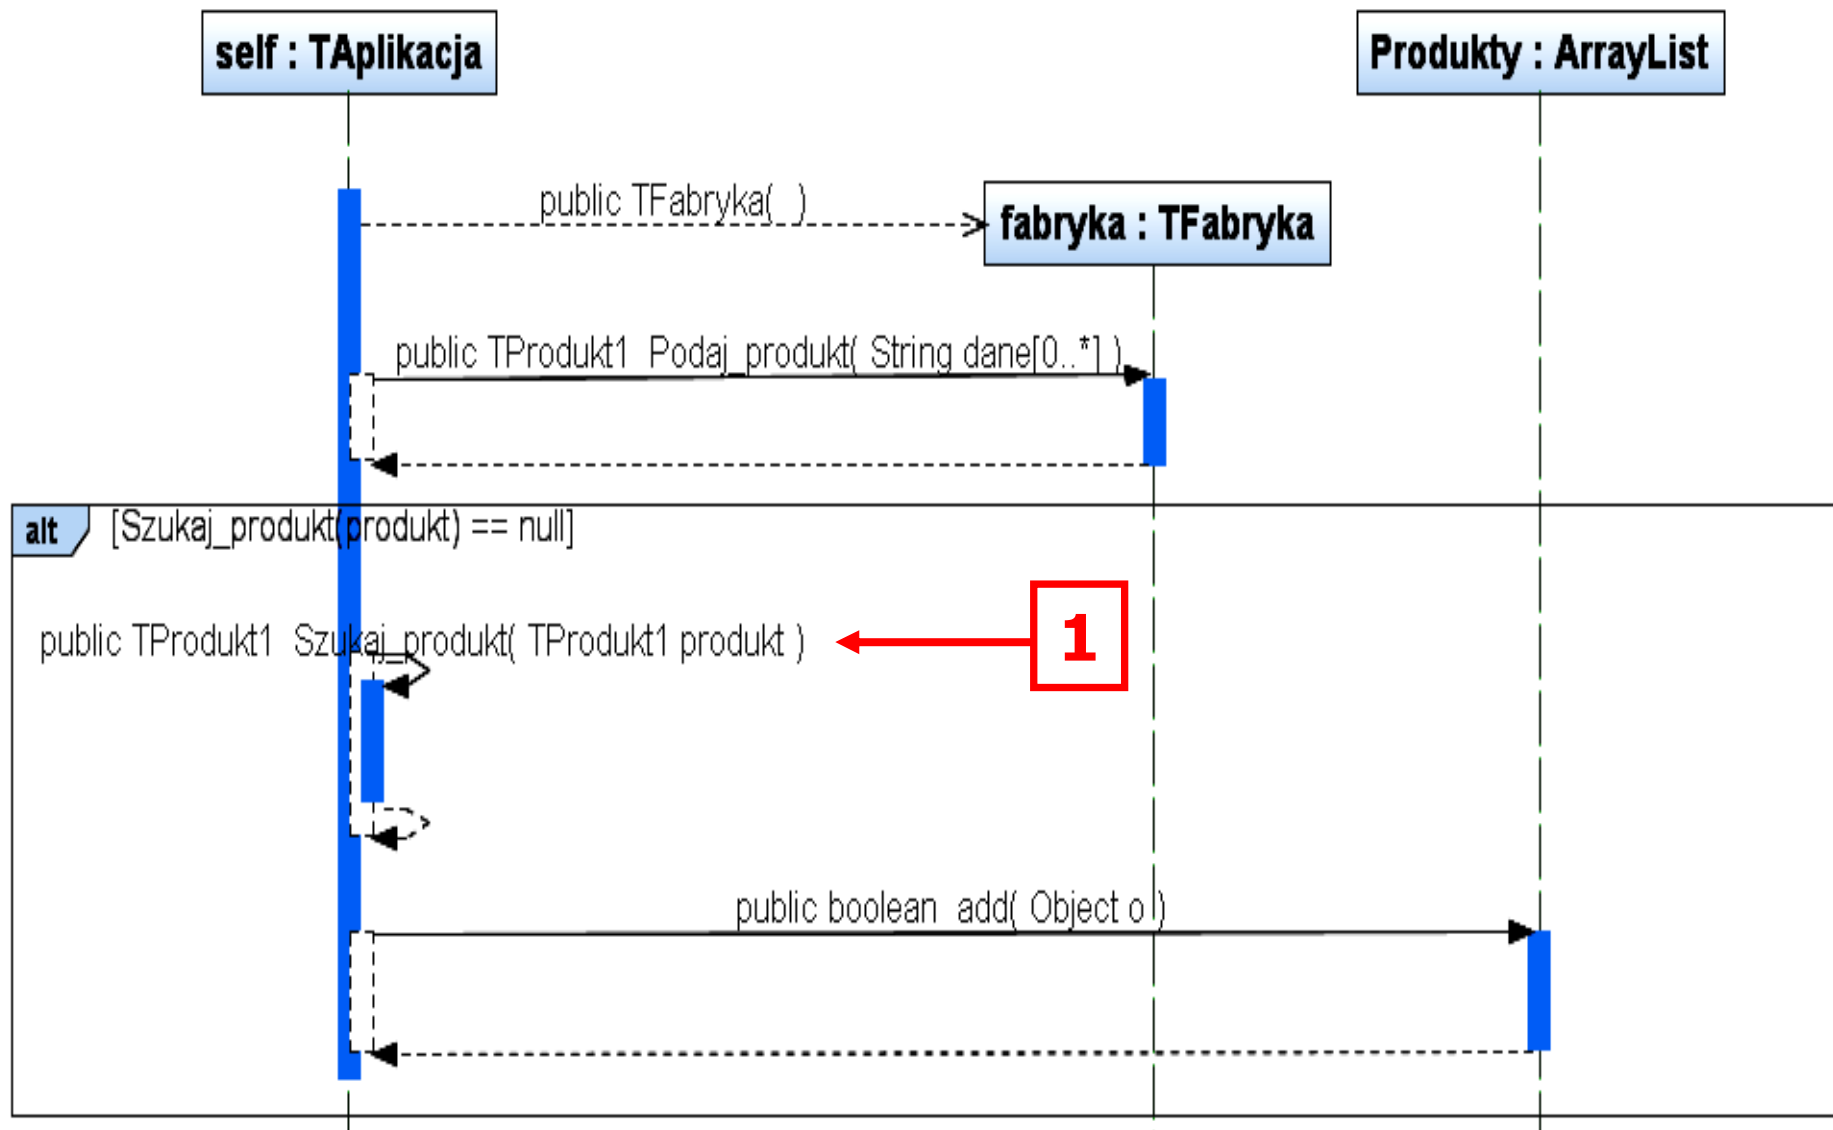 self : TAplikacja
Produkty : ArrayList
public TFabryka(  )
fabryka : TFabryka
public TProdukt1  Podaj_produkt( String dane[0..*] )
alt
[Szukaj_produkt(produkt) == null]
public TProdukt1  Szukaj_produkt( TProdukt1 produkt )
1
public boolean  add( Object o )